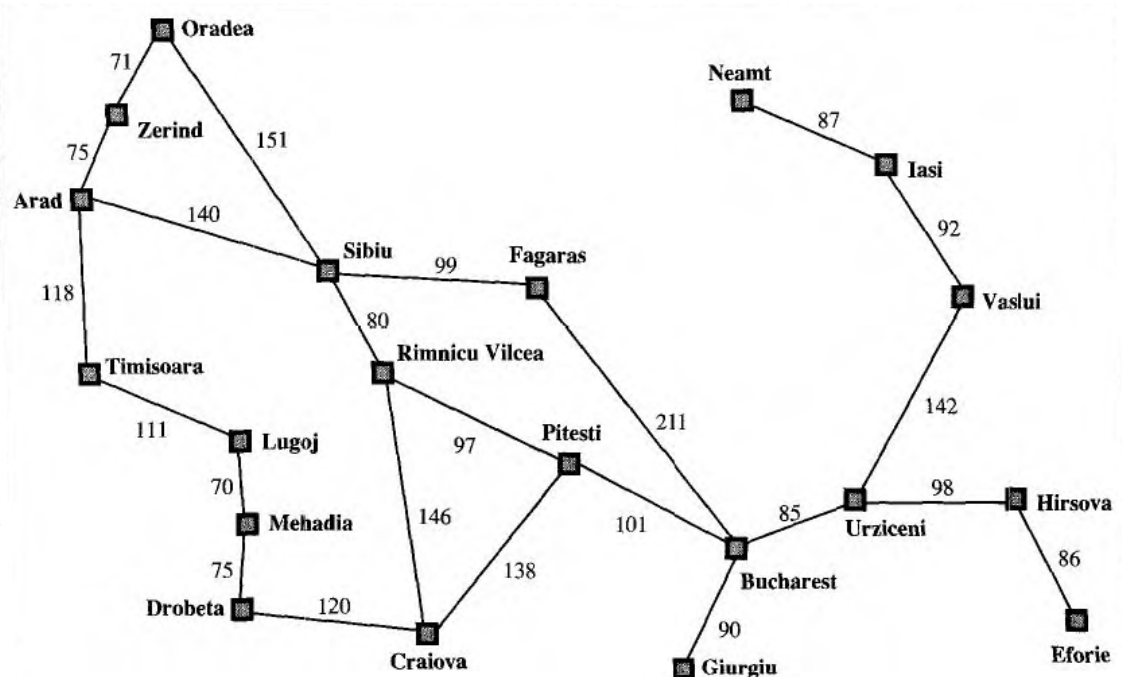 Oradea
71
Neamt
87
Zerind
151
75
Iasi
Arad
140
92
Sibiu
Fagaras
99
118
Vaslui
80
Rimnicu Vilcea
Timisoara
142
211
111
Lugoj
97
Pitesti
70
98
Hirsova
Mehadia
146
101
85
Urziceni
86
75
138
Bucharest
Drobeta
120
90
Craiova
Giurgiu
Eforie